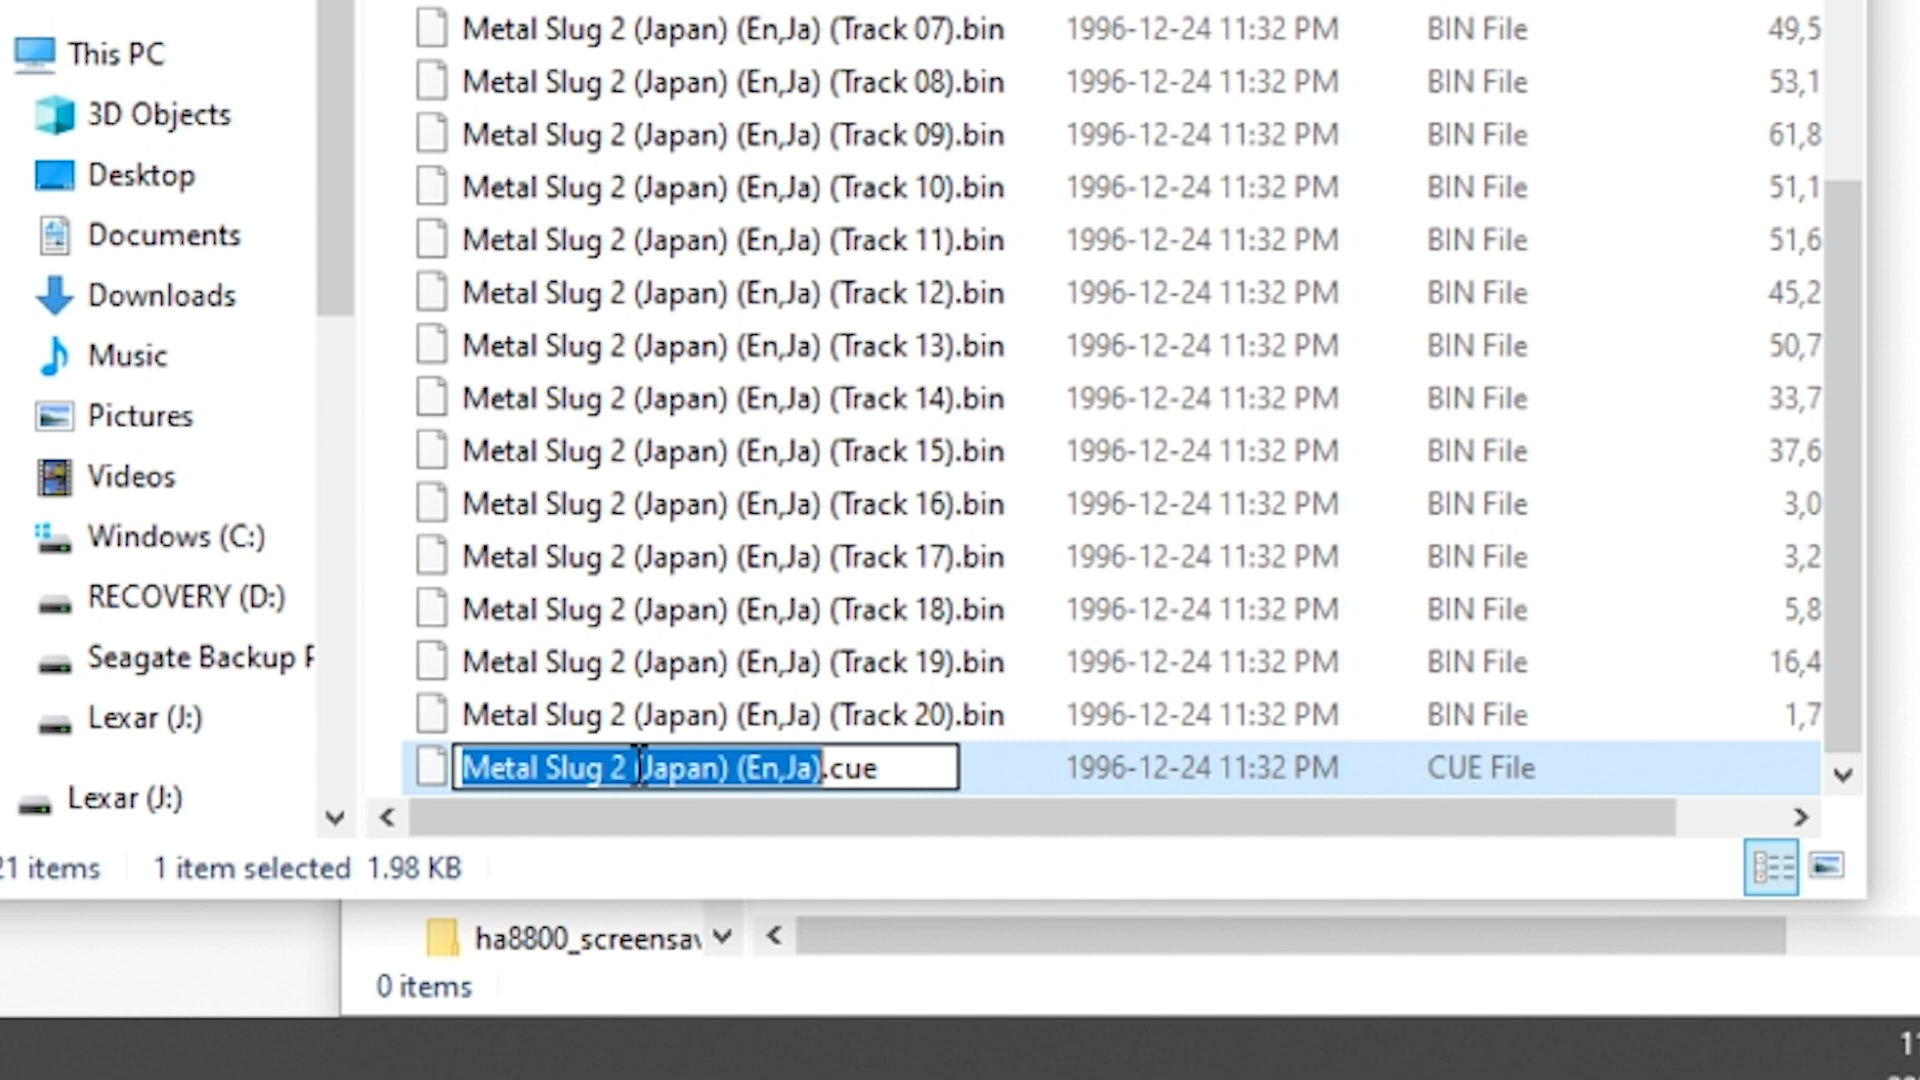 This PC
3D Objects
Desktop
Documents
Downloads
Music
Pictures
Videos
Windows (C:)
RECOVERY (D:)
Seagate Backup P
Lexar (J:)
Lexar (J:)
Metal Slug 2 (Japan) (En,Ja) (Track 07).bin 1996-12-24 11:32 PM BIN File 49,5
Metal Slug 2 (Japan) (En,Ja) (Track 08).bin 1996-12-24 11:32 PM BIN File 53,1
Metal Slug 2 (Japan) (En,Ja) (Track 09).bin 1996-12-24 11:32 PM BIN File 61,8
Metal Slug 2 (Japan) (En,Ja) (Track 10).bin 1996-12-24 11:32 PM BIN File 51,1
Metal Slug 2 (Japan) (En,Ja) (Track 11).bin 1996-12-24 11:32 PM BIN File 51,6
Metal Slug 2 (Japan) (En,Ja) (Track 12).bin 1996-12-24 11:32 PM BIN File 45,2
Metal Slug 2 (Japan) (En,Ja) (Track 13).bin 1996-12-24 11:32 PM BIN File 50,7
Metal Slug 2 (Japan) (En,Ja) (Track 14).bin 1996-12-24 11:32 PM BIN File 33,7
Metal Slug 2 (Japan) (En,Ja) (Track 15).bin 1996-12-24 11:32 PM BIN File 37,6
Metal Slug 2 (Japan) (En,Ja) (Track 16).bin 1996-12-24 11:32 PM BIN File 3,0
Metal Slug 2 (Japan) (En,Ja) (Track 17).bin 1996-12-24 11:32 PM BIN File 3,2
Metal Slug 2 (Japan) (En,Ja) (Track 18).bin 1996-12-24 11:32 PM BIN File 5,8
Metal Slug 2 (Japan) (En,Ja) (Track 19).bin 1996-12-24 11:32 PM BIN File 16,4
Metal Slug 2 (Japan) (En,Ja) (Track 20).bin 1996-12-24 11:32 PM BIN File 1,7
Metal Slug 2 (Japan) (En,Ja).cue 1996-12-24 11:32 PM CUE File
21 items 1 item selected 1.98 KB
ha8800_screensav
0 items